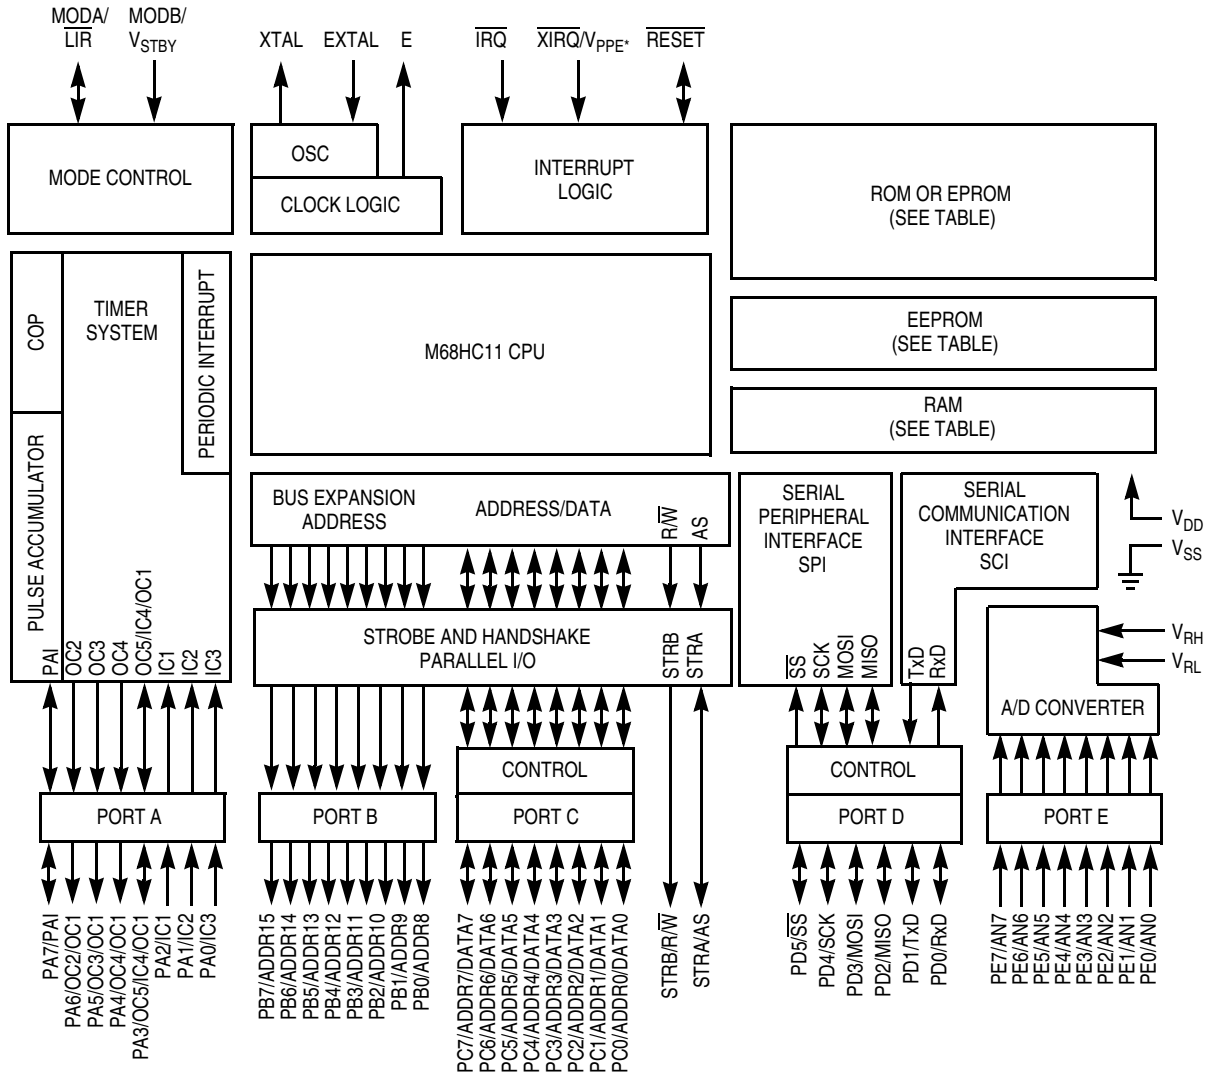 MODA/
LIR
MODB/
VSTBY
XTAL
EXTAL
E
IRQ
XIRQ/VPPE*
RESET
MODE CONTROL
OSC
CLOCK LOGIC
INTERRUPT
LOGIC
ROM OR EPROM
(SEE TABLE)
COP
TIMER
SYSTEM
PERIODIC INTERRUPT
M68HC11 CPU
EEPROM
(SEE TABLE)
RAM
(SEE TABLE)
PULSE ACCUMULATOR
PAI
OC2
OC3
OC4
OC5/IC4/OC1
IC1
IC2
IC3
BUS EXPANSION
ADDRESS
ADDRESS/DATA
R/W
AS
STROBE AND HANDSHAKE
PARALLEL I/O
STRB
STRA
SERIAL
PERIPHERAL
INTERFACE
SPI
SS
SCK
MOSI
MISO
SERIAL
COMMUNICATION
INTERFACE
SCI
TxD
RxD
VDD
VSS
VRH
VRL
A/D CONVERTER
CONTROL
CONTROL
PORT A
PORT B
PORT C
PORT D
PORT E
PA7/PAI
PA6/OC2/OC1
PA5/OC3/OC1
PA4/OC4/OC1
PA3/OC5/IC4/OC1
PA2/IC1
PA1/IC2
PA0/IC3
PB7/ADDR15
PB6/ADDR14
PB5/ADDR13
PB4/ADDR12
PB3/ADDR11
PB2/ADDR10
PB1/ADDR9
PB0/ADDR8
PC7/ADDR7/DATA7
PC6/ADDR6/DATA6
PC5/ADDR5/DATA5
PC4/ADDR4/DATA4
PC3/ADDR3/DATA3
PC2/ADDR2/DATA2
PC1/ADDR1/DATA1
PC0/ADDR0/DATA0
STRB/R/W
STRA/AS
PD5/SS
PD4/SCK
PD3/MOSI
PD2/MISO
PD1/TxD
PD0/RxD
PE7/AN7
PE6/AN6
PE5/AN5
PE4/AN4
PE3/AN3
PE2/AN2
PE1/AN1
PE0/AN0